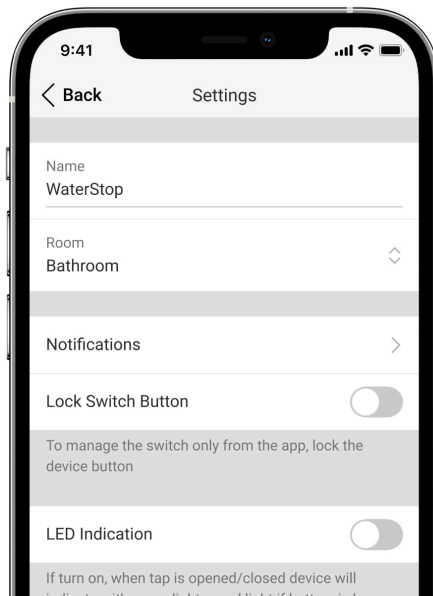 9:41
Back Settings
Name
WaterStop
Room
Bathroom
Notifications
Lock Switch Button
To manage the switch only from the app, lock the
device button
LED Indication
If turn on, when tap is opened/closed device will